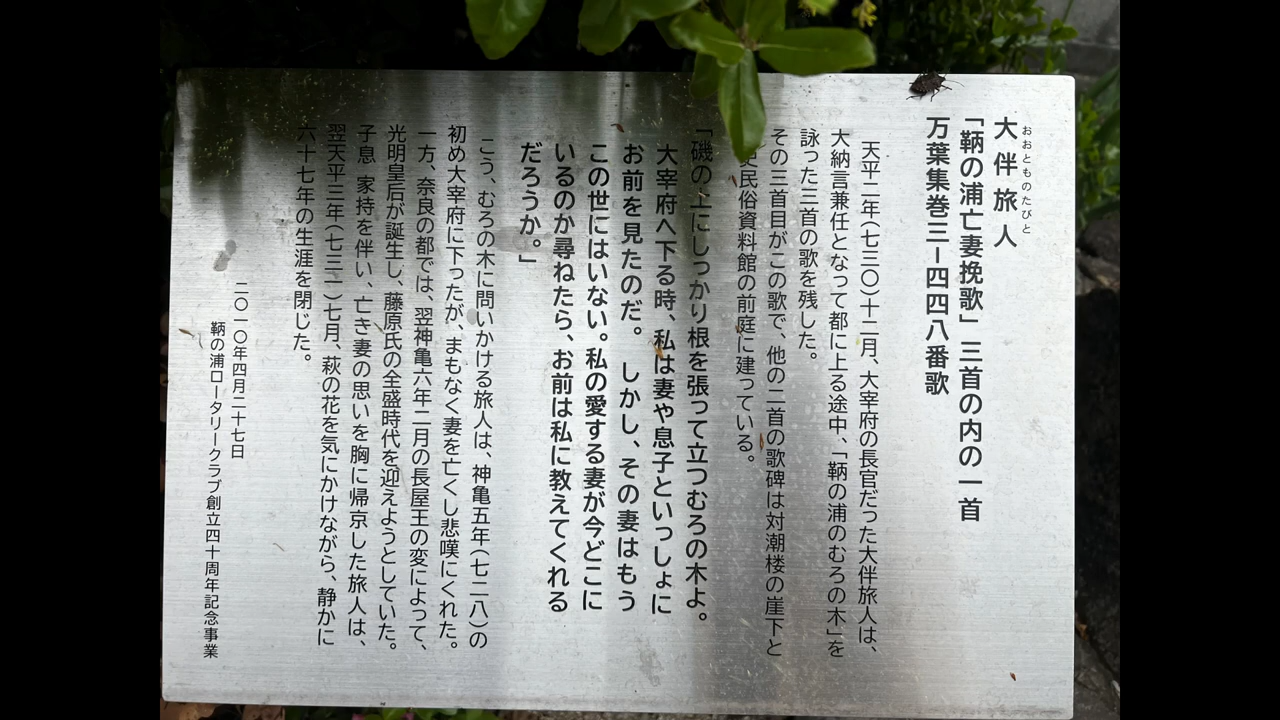 おおとものたびと
大伴旅人
「鞆の浦亡妻挽歌」三首の内の一首
万葉集巻三ー四四八番歌
天平二年(七三〇)十二月、大宰府の長官だった大伴旅人は、
大納言兼任となって都に上る途中、「鞆の浦のむろの木」を
詠った三首の歌を残した。
その三首目がこの歌で、他の二首の歌碑は対潮楼の崖下と
史民俗資料館の前庭に建っている。
「磯の上にしっかり根を張って立つむろの木よ。
大宰府へ下る時、私は妻や息子といっしょに
お前を見たのだ。しかし、その妻はもう
この世にはいない。私の愛する妻が今どこに
いるのか尋ねたら、お前は私に教えてくれる
だろうか。」
こう、むろの木に問いかける旅人は、神亀五年(七二八)の
初め大宰府に下ったが、まもなく妻を亡くし悲嘆にくれた。
一方、奈良の都では、翌神亀六年二月の長屋王の変によって、
光明皇后が誕生し、藤原氏の全盛時代を迎えようとしていた。
子息 家持を伴い、亡き妻の思いを胸に帰京した旅人は、
翌天平三年(七三一)七月、萩の花を気にかけながら、静かに
六十七年の生涯を閉じた。
二〇一〇年四月二十七日
鞆の浦ロータリークラブ創立四十周年記念事業